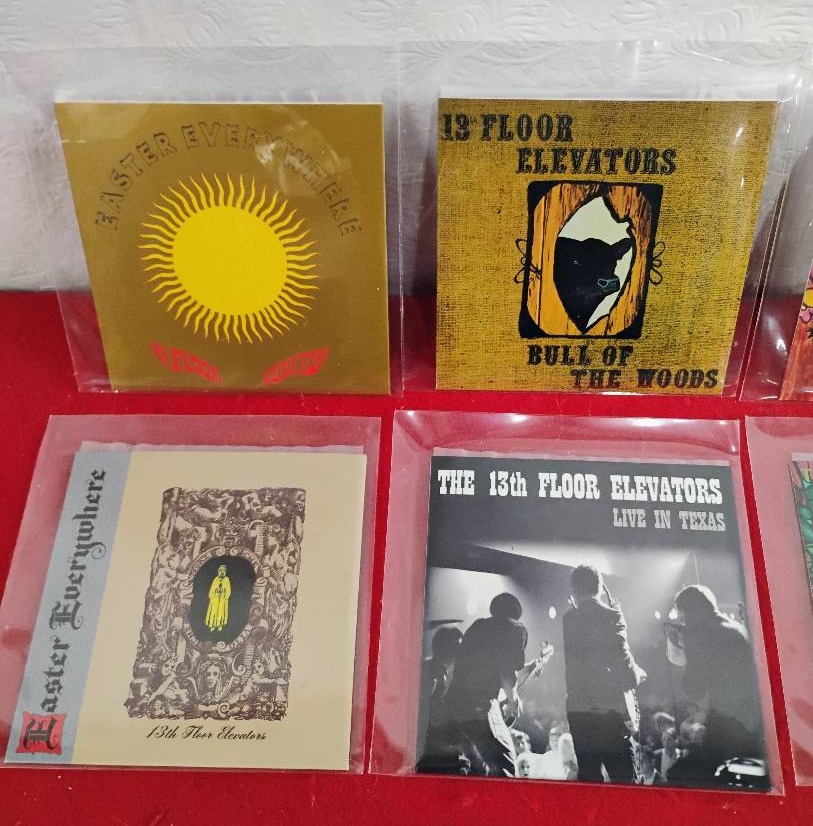 EASTER EVERYWHERE
13th FLOOR
ELEVATORS
BULL OF
THE WOODS
Easter Everywhere
13th Floor Elevators
THE 13th FLOOR ELEVATORS
LIVE IN TEXAS